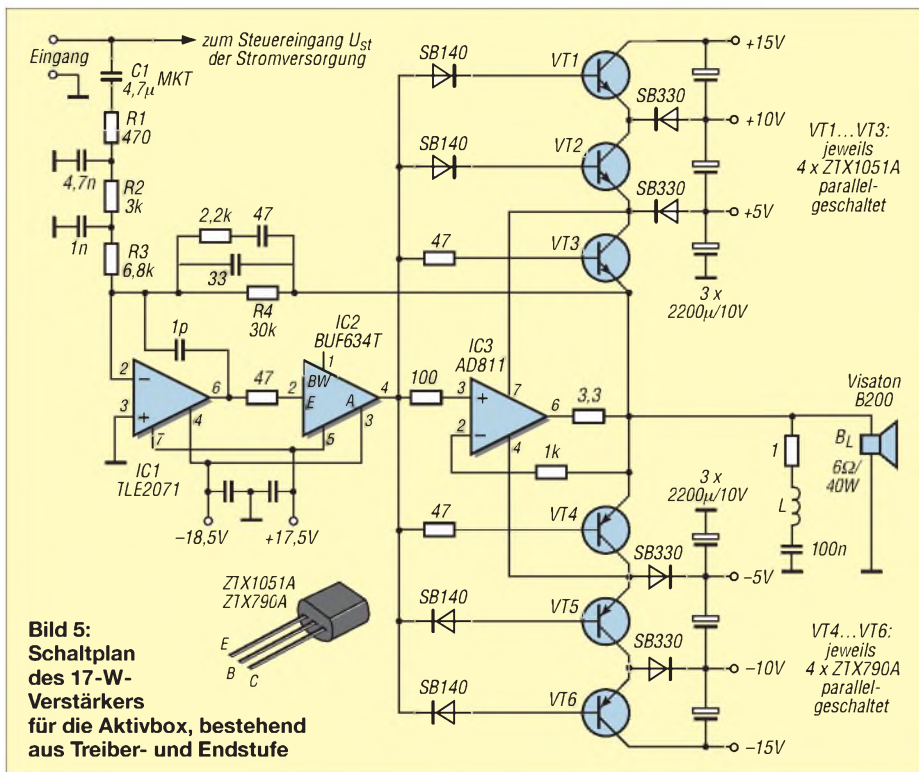 Eingang
zum Steuereingang Ust
der Stromversorgung
C1
4,7µ
MKT
R1
470
4,7n
R2
3k
1n
R3
6,8k
2,2k
47
33
R4
30k
1p
IC2
BUF634T
2
3
6
4
7
IC1
TLE2071
47
2
1
BW
E
A
4
3
5
-18,5V
+17,5V
SB140
VT1
SB140
VT2
47
VT3
SB330
SB330
+15V
+10V
+5V
3 x
2200µ/10V
VT1...VT3:
jeweils
4 x ZTX1051A
parallel-
geschaltet
100
IC3
AD811
3
2
7
4
6
3,3
1k
Visaton
B200
BL
6Ω/
40W
1
L
100n
3 x
2200µ/10V
47
VT4
SB330
-5V
SB140
VT5
SB330
-10V
SB140
VT6
-15V
VT4...VT6:
jeweils
4 x ZTX790A
parallel-
geschaltet
ZTX1051A
ZTX790A
E
B
C
Bild 5:
Schaltplan
des 17-W-
Verstärkers
für die Aktivbox, bestehend
aus Treiber- und Endstufe